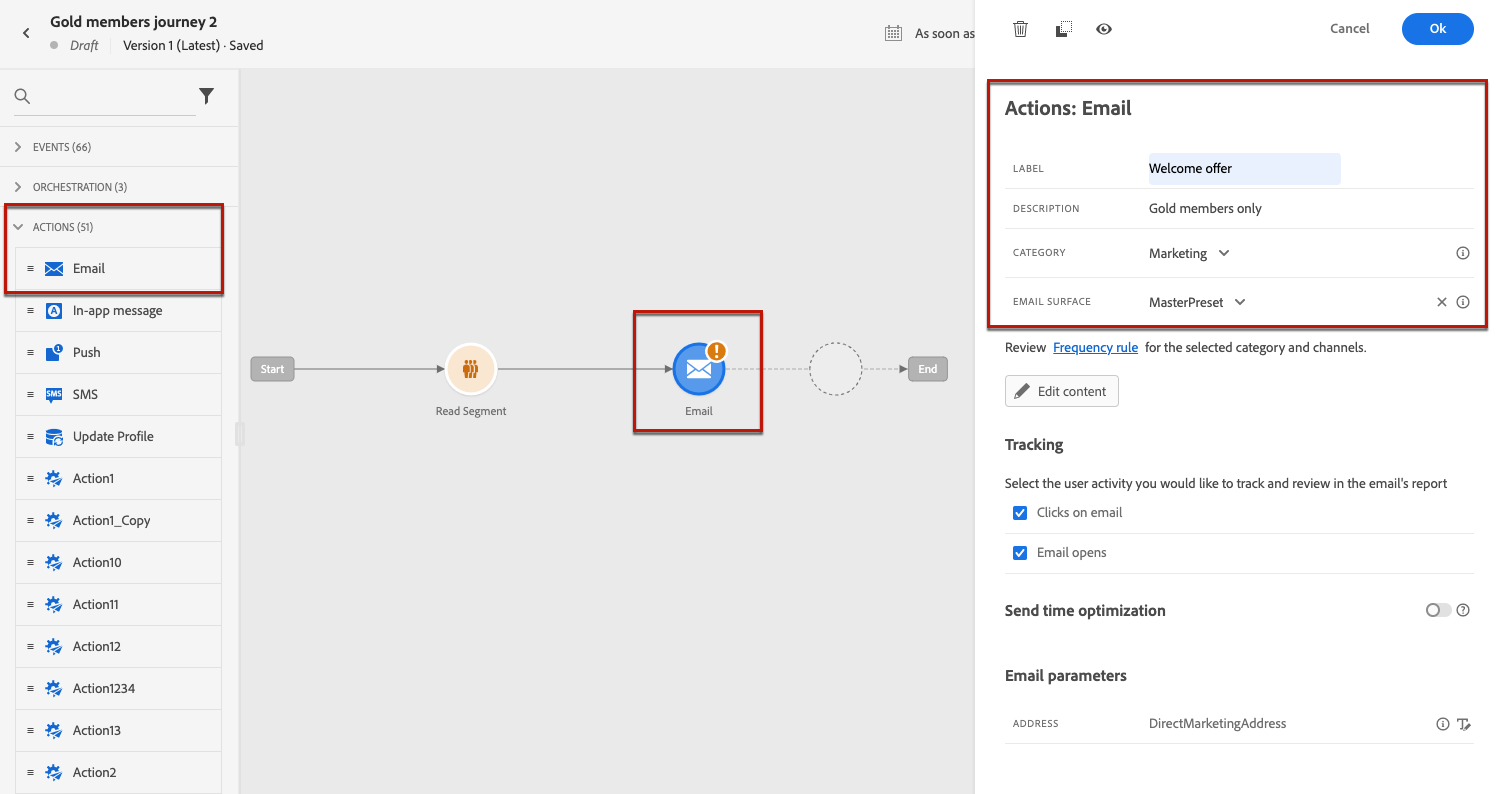 Gold members journey 2
Draft Version 1 (Latest) · Saved
As soon as
EVENTS (66)
ORCHESTRATION (3)
ACTIONS (51)
Email
In-app message
Push
SMS
SMS
Update Profile
Action1
Action1_Copy
Action10
Action11
Action12
Action1234
Action13
Action2
Start
Read Segment
Email
End
Cancel
Ok
Actions: Email
LABEL Welcome offer
DESCRIPTION Gold members only
CATEGORY Marketing
EMAIL SURFACE MasterPreset
Review Frequency rule for the selected category and channels.
Edit content
Tracking
Select the user activity you would like to track and review in the email's report
Clicks on email
Email opens
Send time optimization
Email parameters
ADDRESS DirectMarketingAddress